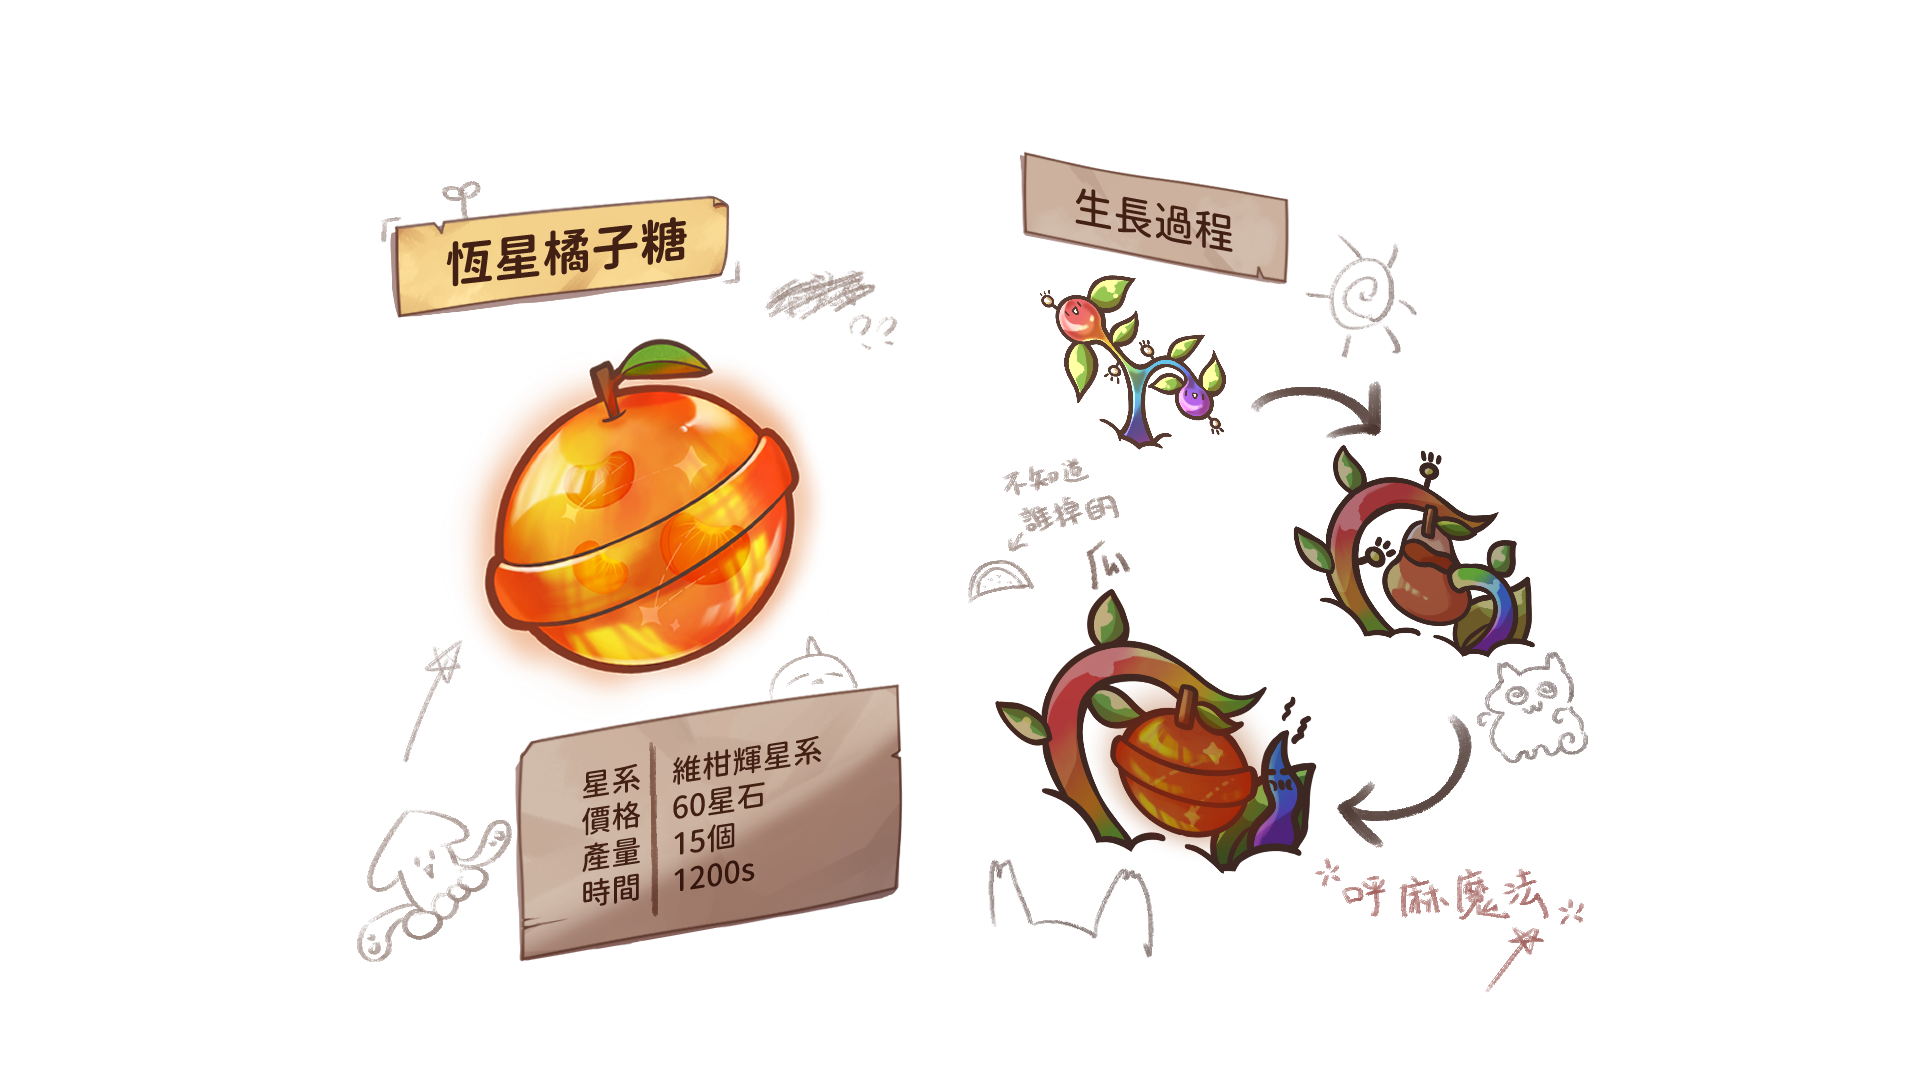 恆星橘子糖
星系 維柑輝星系
價格 60星石
產量 15個
時間 1200s
生長過程
不知道
誰掉的
呼麻魔法